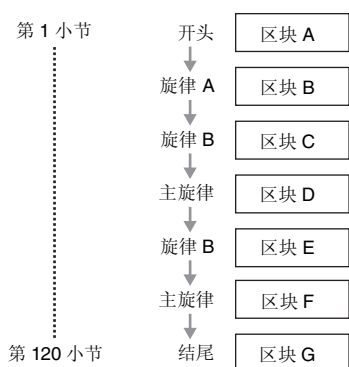 第 1 小节 开头 区块 A
旋律 A 区块 B
旋律 B 区块 C
主旋律 区块 D
旋律 B 区块 E
主旋律 区块 F
第 120 小节 结尾 区块 G